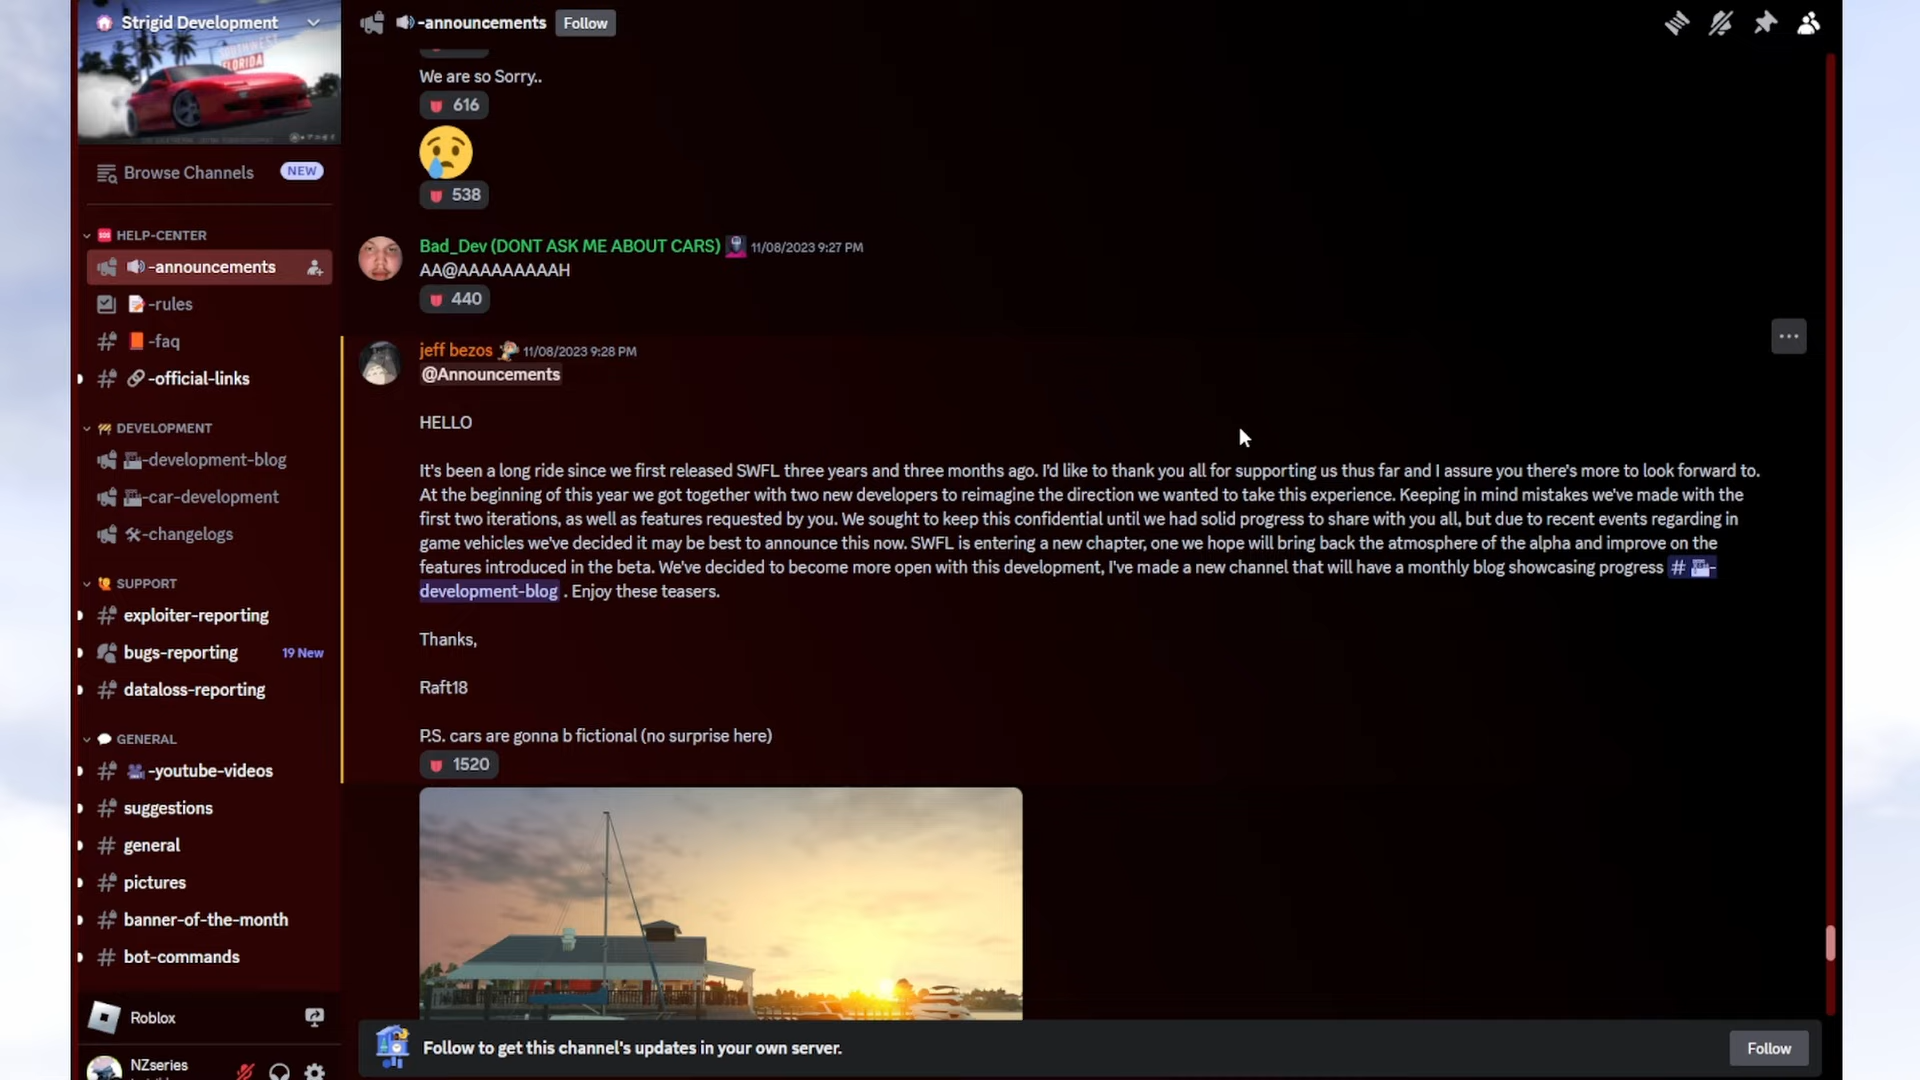 Strigid Development
SOUTHWEST
FLORIDA
Browse Channels
NEW
HELP-CENTER
-announcements
-rules
-faq
-official-links
DEVELOPMENT
-development-blog
-car-development
-changelogs
SUPPORT
exploiter-reporting
bugs-reporting
19 New
dataloss-reporting
GENERAL
-youtube-videos
suggestions
general
pictures
banner-of-the-month
bot-commands
Roblox
NZseries
-announcements
Follow
We are so Sorry..
616
538
Bad_Dev (DONT ASK ME ABOUT CARS) 11/08/2023 9:27 PM
AA@AAAAAAAAAH
440
jeff bezos 11/08/2023 9:28 PM
@Announcements
HELLO
It's been a long ride since we first released SWFL three years and three months ago. I'd like to thank you all for supporting us thus far and I assure you there's more to look forward to.
At the beginning of this year we got together with two new developers to reimagine the direction we wanted to take this experience. Keeping in mind mistakes we've made with the
first two iterations, as well as features requested by you. We sought to keep this confidential until we had solid progress to share with you all, but due to recent events regarding in
game vehicles we've decided it may be best to announce this now. SWFL is entering a new chapter, one we hope will bring back the atmosphere of the alpha and improve on the
features introduced in the beta. We've decided to become more open with this development, I've made a new channel that will have a monthly blog showcasing progress # -
development-blog . Enjoy these teasers.
Thanks,
Raft18
P.S. cars are gonna b fictional (no surprise here)
1520
Follow to get this channel's updates in your own server.
Follow